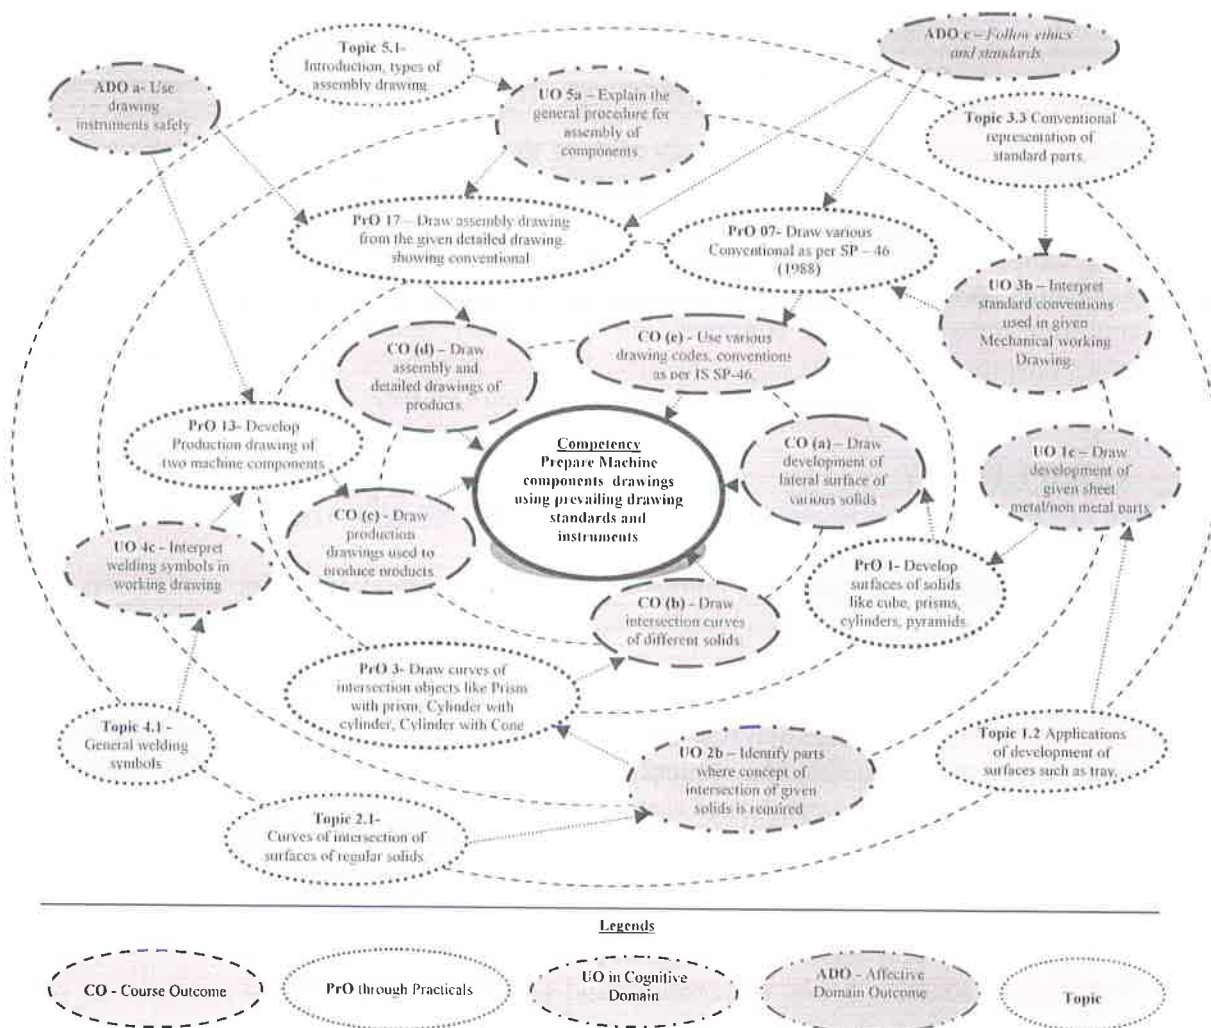 Topic 5.1-
Introduction, types of
assembly drawing.
ADO c – Follow ethics
and standards
ADO a- Use
drawing
instruments safely
UO 5a – Explain the
general procedure for
assembly of
components.
Topic 3.3 Conventional
representation of
standard parts.
PrO 17 – Draw assembly drawing
from the given detailed drawing
showing conventional
PrO 07- Draw various
Conventional as per SP – 46
(1988)
UO 3b – Interpret
standard conventions
used in given
Mechanical working
Drawing.
CO (d) – Draw
assembly and
detailed drawings of
products.
CO (e) - Use various
drawing codes, conventions
as per IS SP-46.
PrO 13- Develop
Production drawing of
two machine components
Competency
Prepare Machine
components drawings
using prevailing drawing
standards and
instruments
CO (a) – Draw
development of
lateral surface of
various solids
UO 1c – Draw
development of
given sheet
metal/non metal parts.
CO (c) – Draw
production
drawings used to
produce products
UO 4c - Interpret
welding symbols in
working drawing
PrO 1- Develop
surfaces of solids
like cube, prisms,
cylinders, pyramids.
CO (b) - Draw
intersection curves
of different solids.
PrO 3- Draw curves of
intersection objects like Prism
with prism, Cylinder with
cylinder, Cylinder with Cone
Topic 4.1 -
General welding
symbols
UO 2b – Identify parts
where concept of
intersection of given
solids is required
Topic 1.2 Applications
of development of
surfaces such as tray.
Topic 2.1-
Curves of intersection of
surfaces of regular solids
Legends
CO - Course Outcome
PrO through Practicals
UO in Cognitive
Domain
ADO - Affective
Domain Outcome
Topic